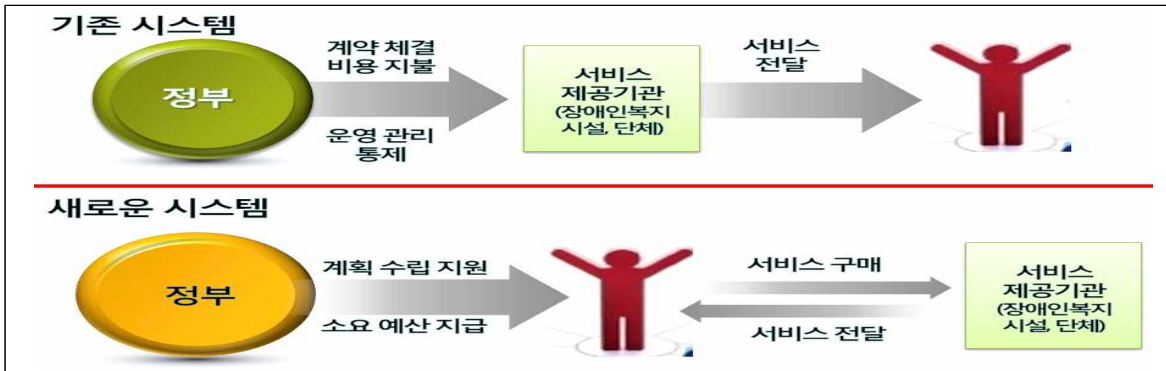 기존 시스템
정부
계약 체결
비용 지불
운영 관리
통제
서비스
제공기관
(장애인복지
시설, 단체)
서비스
전달
새로운 시스템
정부
계획 수립 지원
소요 예산 지급
서비스 구매
서비스 전달
서비스
제공기관
(장애인복지
시설, 단체)